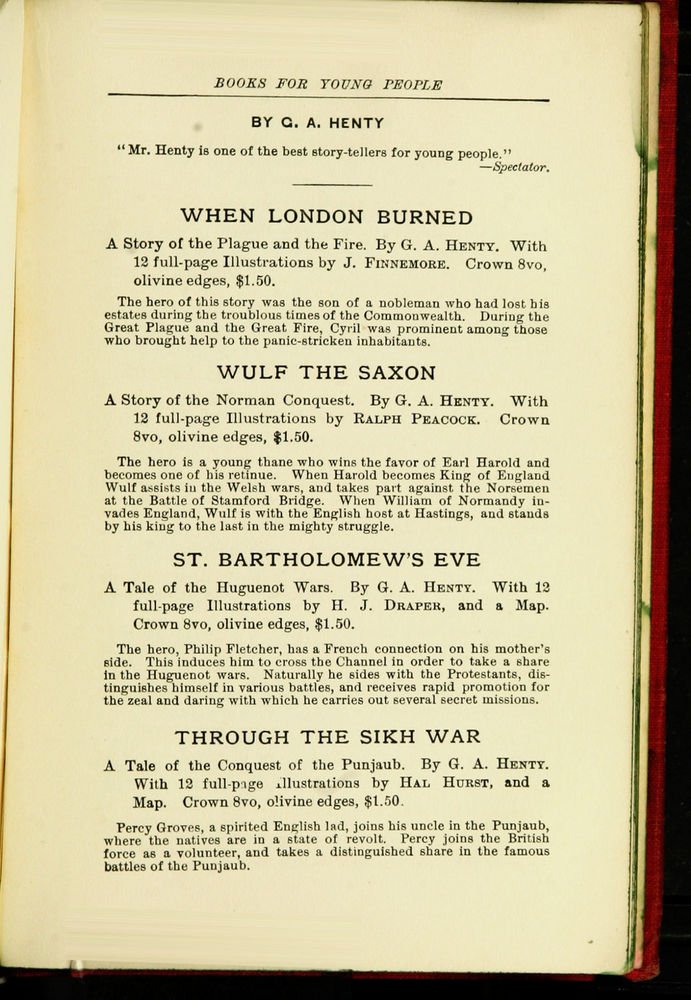 BOOKS FOR YOUNG PEOPLE
BY G. A. HENTY
"Mr. Henty is one of the best story-tellers for young people."
—Spectator.
WHEN LONDON BURNED
A Story of the Plague and the Fire. By G. A. HENTY. With
12 full-page Illustrations by J. FINNEMORE. Crown 8vo,
olivine edges, $1.50.
The hero of this story was the son of a nobleman who had lost his
estates during the troublous times of the Commonwealth. During the
Great Plague and the Great Fire, Cyril was prominent among those
who brought help to the panic-stricken inhabitants.
WULF THE SAXON
A Story of the Norman Conquest. By G. A. HENTY. With
12 full-page Illustrations by RALPH PEACOCK. Crown
8vo, olivine edges, $1.50.
The hero is a young thane who wins the favor of Earl Harold and
becomes one of his retinue. When Harold becomes King of England
Wulf assists in the Welsh wars, and takes part against the Norsemen
at the Battle of Stamford Bridge. When William of Normandy in-
vades England, Wulf is with the English host at Hastings, and stands
by his king to the last in the mighty struggle.
ST. BARTHOLOMEW'S EVE
A Tale of the Huguenot Wars. By G. A. HENTY. With 12
full-page Illustrations by H. J. DRAPER, and a Map.
Crown 8vo, olivine edges, $1.50.
The hero, Philip Fletcher, has a French connection on his mother's
side. This induces him to cross the Channel in order to take a share
in the Huguenot wars. Naturally he sides with the Protestants, dis-
tinguishes himself in various battles, and receives rapid promotion for
the zeal and daring with which he carries out several secret missions.
THROUGH THE SIKH WAR
A Tale of the Conquest of the Punjaub. By G. A. HENTY.
With 12 full-page illustrations by HAL HURST, and a
Map. Crown 8vo, olivine edges, $1.50.
Percy Groves, a spirited English lad, joins his uncle in the Punjaub,
where the natives are in a state of revolt. Percy joins the British
force as a volunteer, and takes a distinguished share in the famous
battles of the Punjaub.